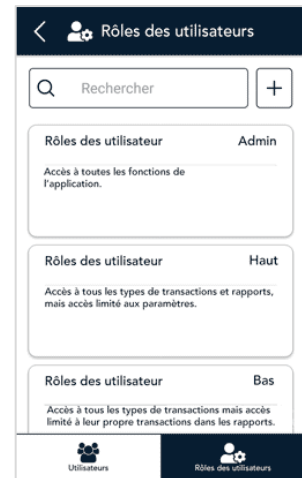 Rôles des utilisateurs
Rechercher
Rôles des utilisateur Admin
Accès à toutes les fonctions de
l'application.
Rôles des utilisateur Haut
Accès à tous les types de transactions et rapports,
mais accès limité aux paramètres.
Rôles des utilisateur Bas
Accès à tous les types de transactions mais accès
limité à leur propre transactions dans les rapports.
Utilisateurs Rôles des utilisateurs